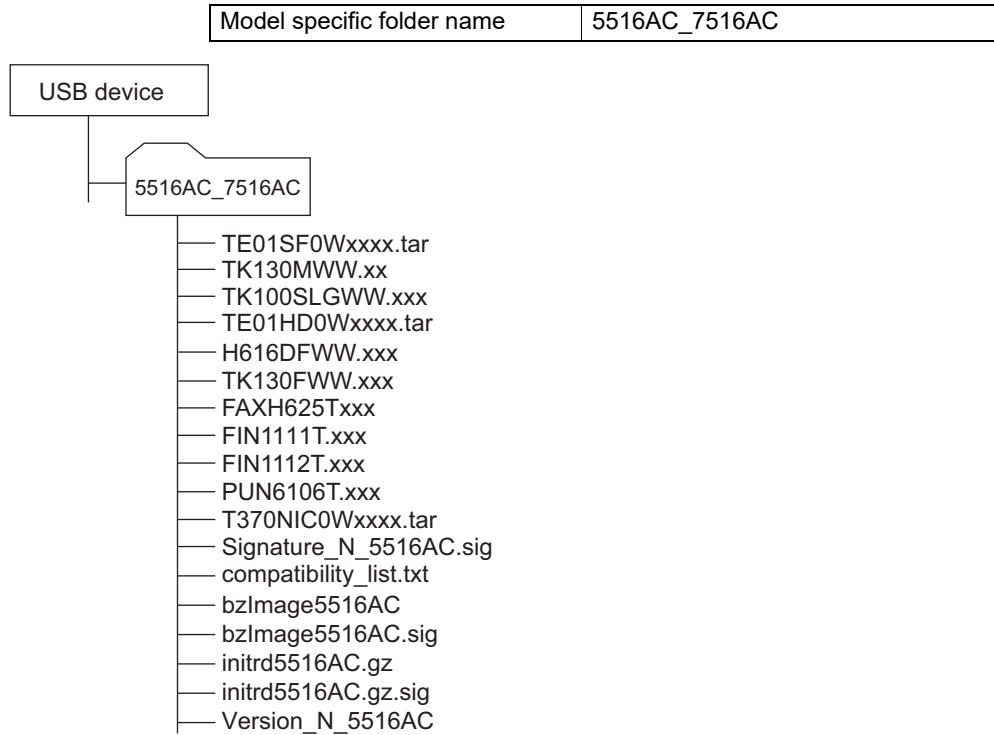 Model specific folder name 5516AC_7516AC
USB device
5516AC_7516AC
TE01SF0Wxxxx.tar
TK130MWW.xx
TK100SLGWW.xxx
TE01HD0Wxxxx.tar
H616DFWW.xxx
TK130FWW.xxx
FAXH625Txxx
FIN1111T.xxx
FIN1112T.xxx
PUN6106T.xxx
T370NIC0Wxxxx.tar
Signature_N_5516AC.sig
compatibility_list.txt
bzImage5516AC
bzImage5516AC.sig
initrd5516AC.gz
initrd5516AC.gz.sig
Version_N_5516AC